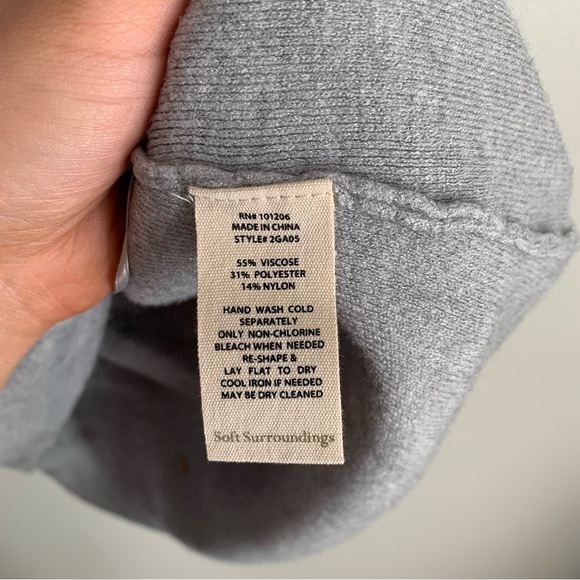 RN# 101206
MADE IN CHINA
STYLE# 2GA05
55% VISCOSE
31% POLYESTER
14% NYLON
HAND WASH COLD
SEPARATELY
ONLY NON-CHLORINE
BLEACH WHEN NEEDED
RE-SHAPE &
LAY FLAT TO DRY
COOL IRON IF NEEDED
MAY BE DRY CLEANED
Soft Surroundings